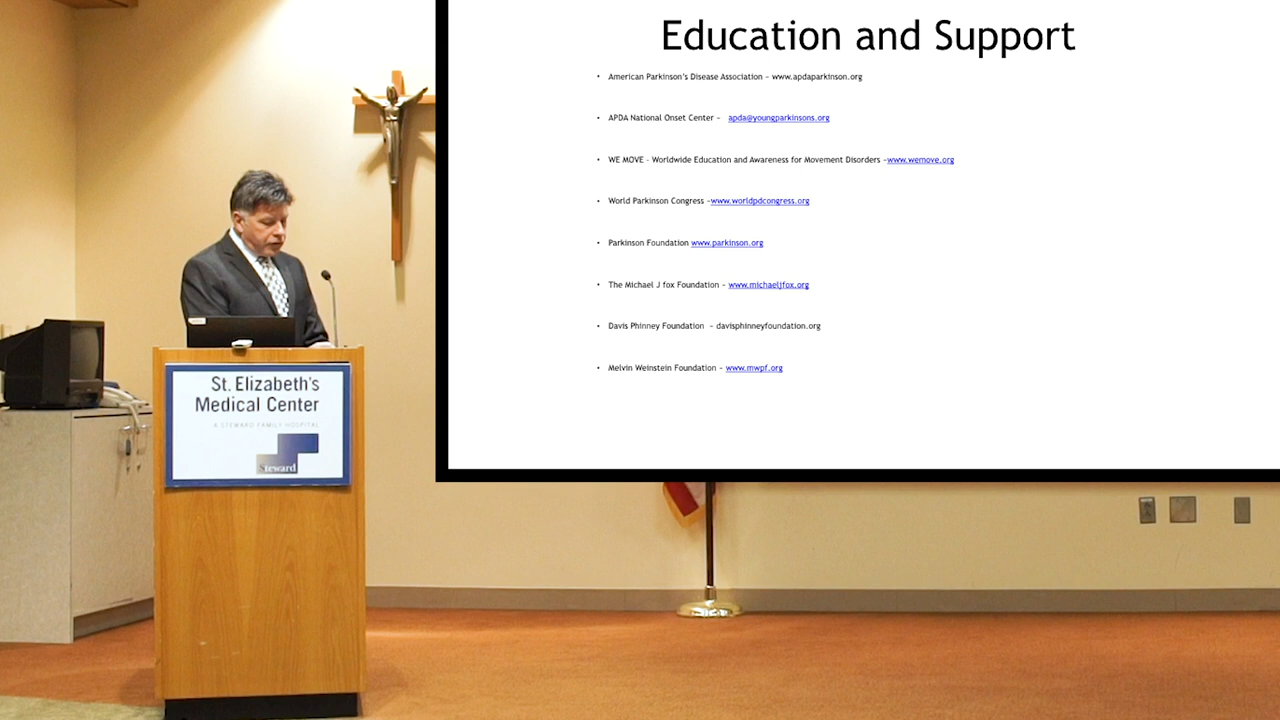 Education and Support
• American Parkinson's Disease Association – www.apdaparkinson.org
• APDA National Onset Center – apda@youngparkinsons.org
• WE MOVE – Worldwide Education and Awareness for Movement Disorders –www.wemove.org
• World Parkinson Congress –www.worldpdcongress.org
• Parkinson Foundation www.parkinson.org
• The Michael J fox Foundation – www.michaeljfox.org
• Davis Phinney Foundation – davisphinneyfoundation.org
• Melvin Weinstein Foundation – www.mwpf.org
St. Elizabeth's
Medical Center
A STEWARD FAMILY HOSPITAL
Steward